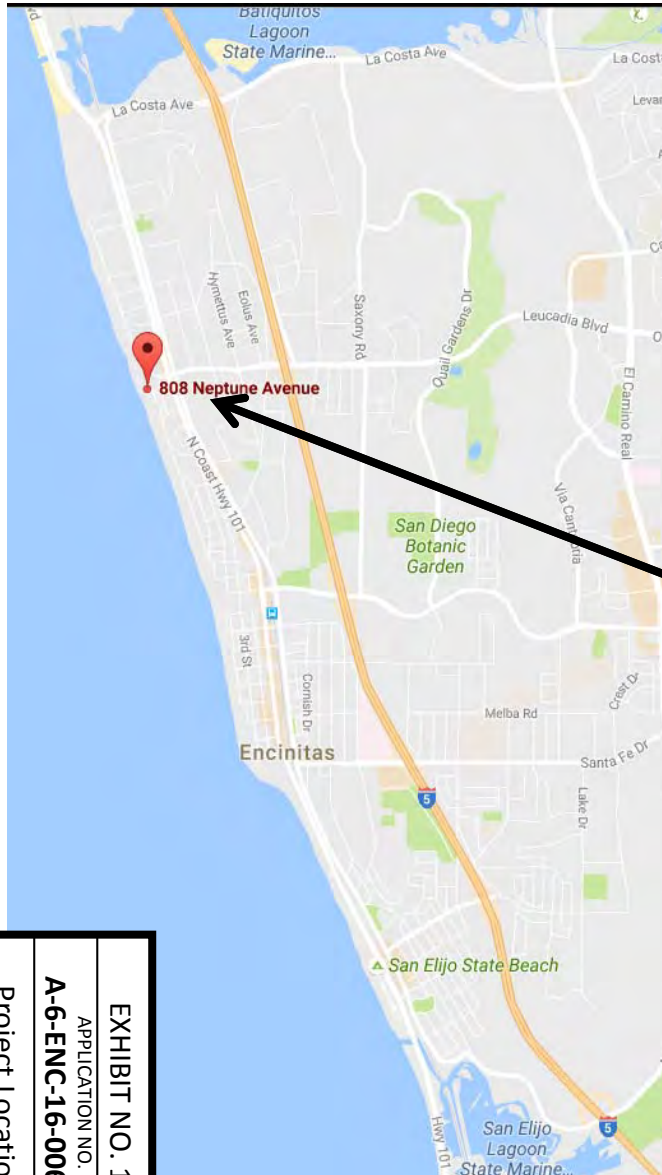 Batiquitos
Lagoon
State Marine...
La Costa Ave
La Cost
La Costa Ave
Levar
Hymettus Ave
Eolus Ave
Saxony Rd
Quail Gardens Dr
Leucadia Blvd
El Camino Real
808 Neptune Avenue
N Coast Hwy 101
Via Cantebria
San Diego
Botanic
Garden
3rd St
Cornish Dr
Crest Dr
Melba Rd
Encinitas
Santa Fe Dr
5
Lake Dr
San Elijo State Beach
Hwy 101
5
San Elijo
Lagoon
State Marine...
EXHIBIT NO. 1
APPLICATION NO.
A-6-ENC-16-006
Project Locatio